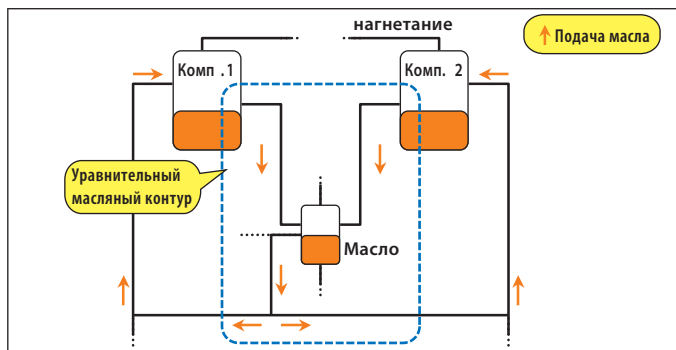 нагнетание
Подача масла
Комп .1
Комп. 2
Уравнительный
масляный контур
Масло